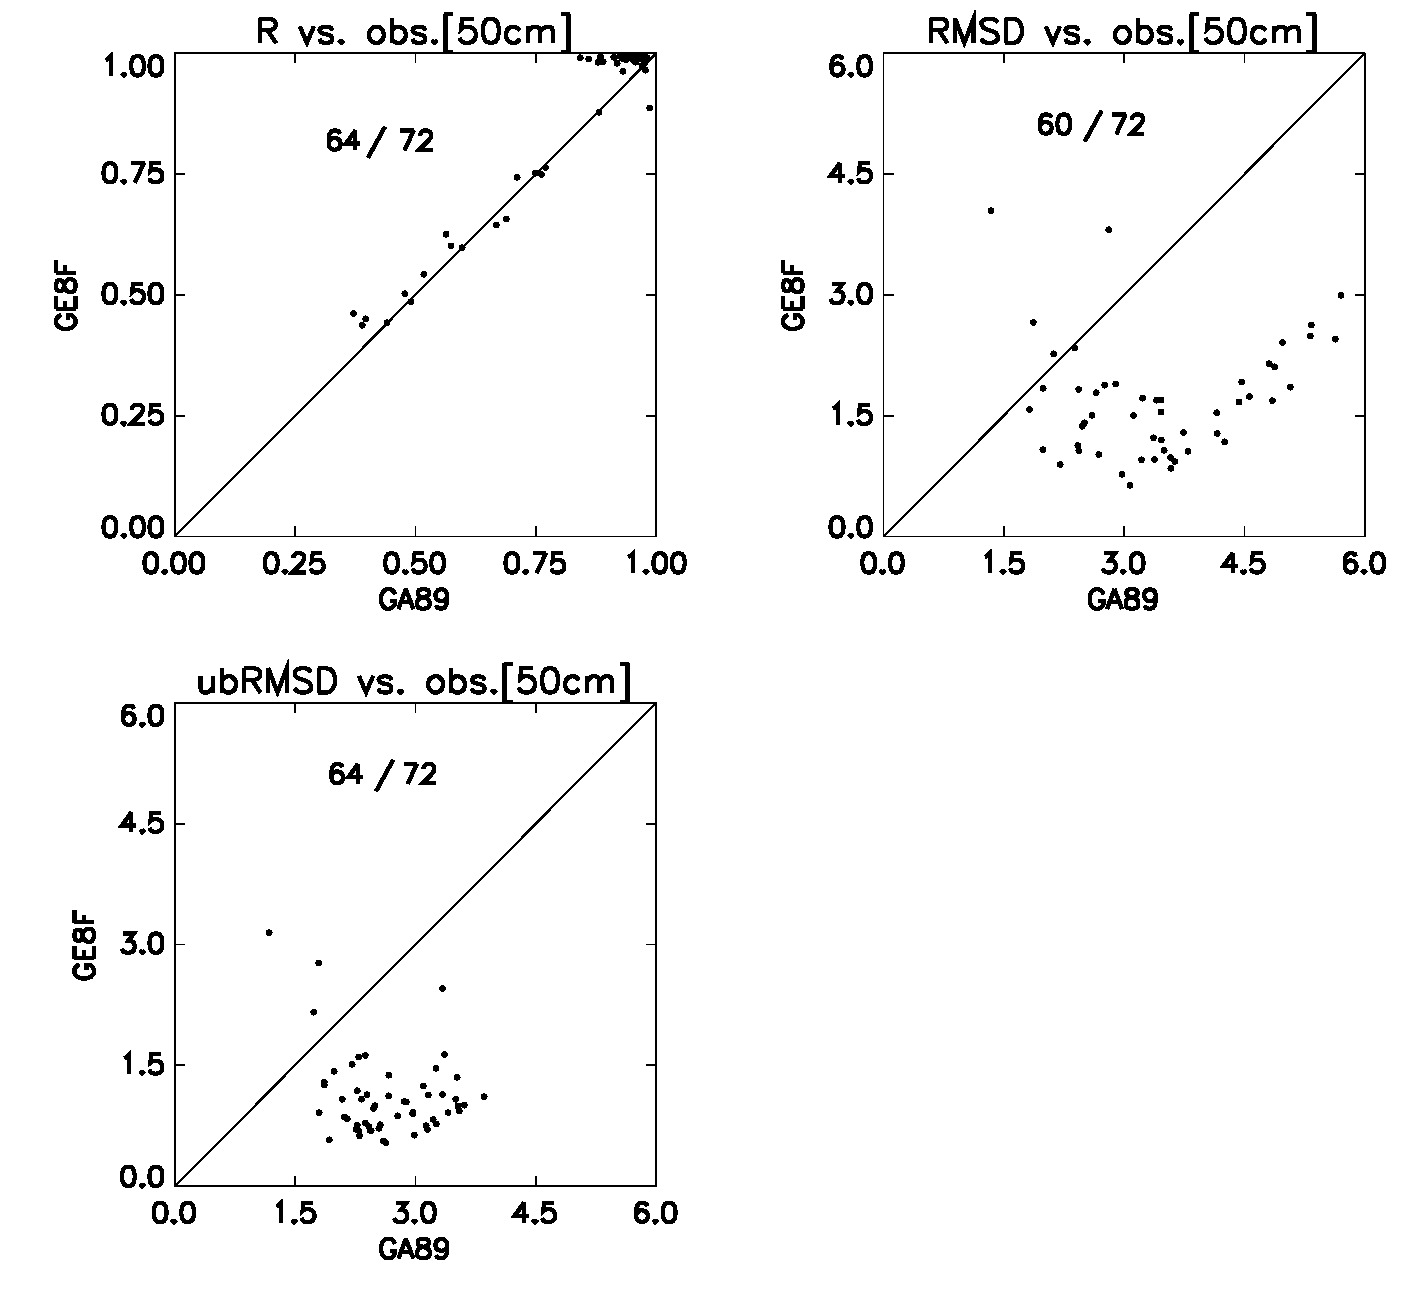 R vs. obs.[50cm]
1.00
0.75
0.50
0.25
0.00
GE8F
64 / 72
0.00 0.25 0.50 0.75 1.00
GA89
RMSD vs. obs.[50cm]
6.0
4.5
3.0
1.5
0.0
GE8F
60 / 72
0.0 1.5 3.0 4.5 6.0
GA89
ubRMSD vs. obs.[50cm]
6.0
4.5
3.0
1.5
0.0
GE8F
64 / 72
0.0 1.5 3.0 4.5 6.0
GA89